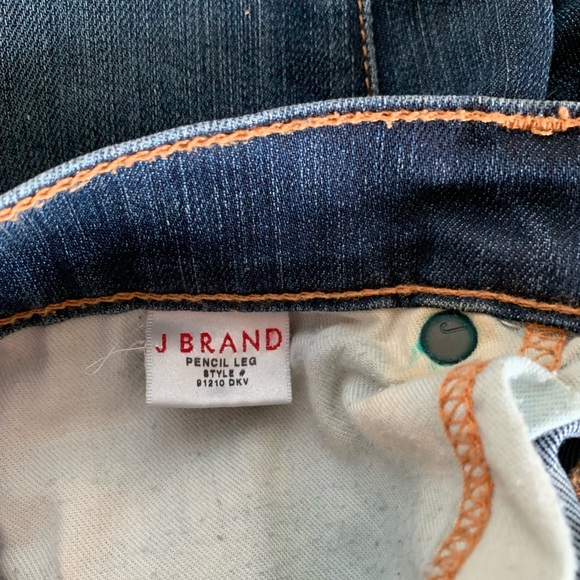 J BRAND
PENCIL LEG
STYLE #
91210 DKV